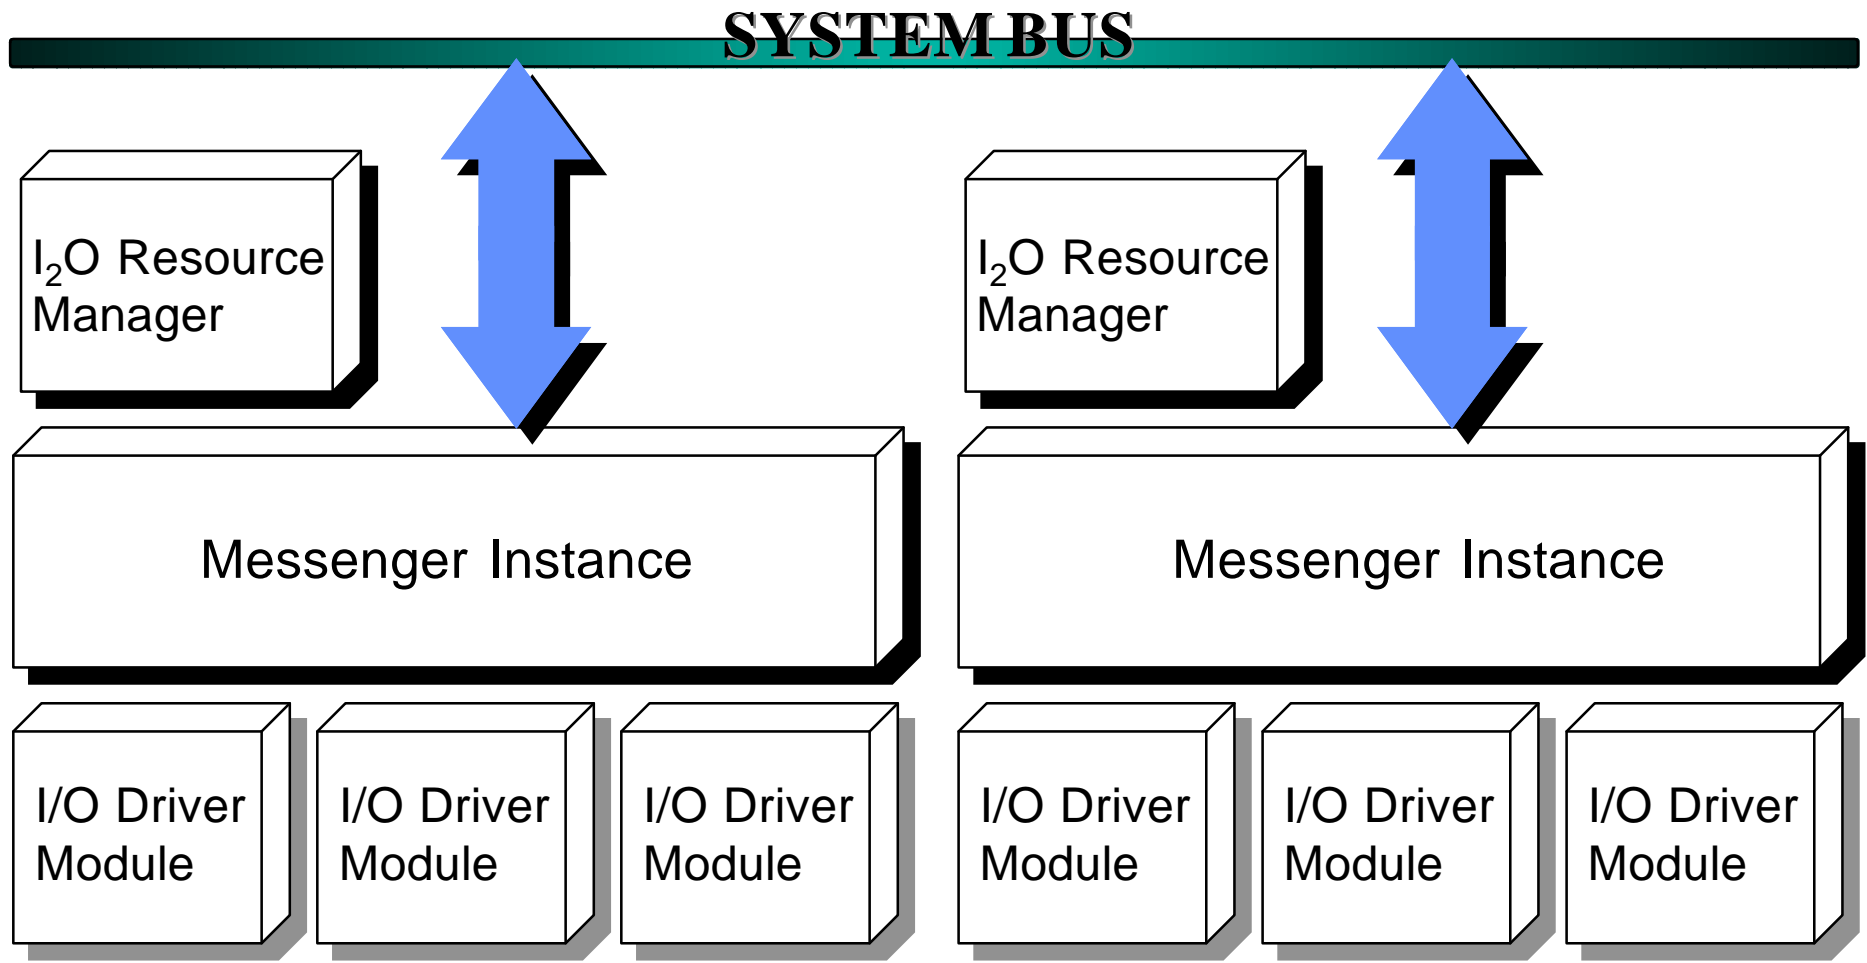 SYSTEM BUS
I₂O Resource
Manager
I₂O Resource
Manager
Messenger Instance
Messenger Instance
I/O Driver
Module
I/O Driver
Module
I/O Driver
Module
I/O Driver
Module
I/O Driver
Module
I/O Driver
Module